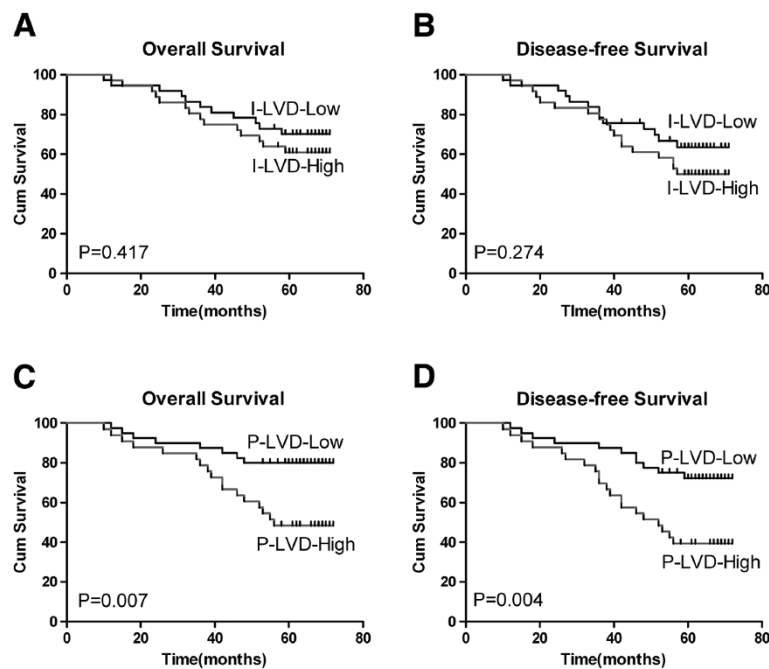 A
Overall Survival
100
80
60
40
20
0
Cum Survival
I-LVD-Low
I-LVD-High
P=0.417
0 20 40 60 80
Time(months)
B
Disease-free Survival
100
80
60
40
20
0
Cum Survival
I-LVD-Low
I-LVD-High
P=0.274
0 20 40 60 80
TIme(months)
C
Overall Survival
100
80
60
40
20
0
Cum Survival
P-LVD-Low
P-LVD-High
P=0.007
0 20 40 60 80
Time(months)
D
Disease-free Survival
100
80
60
40
20
0
Cum Survival
P-LVD-Low
P-LVD-High
P=0.004
0 20 40 60 80
Time(months)